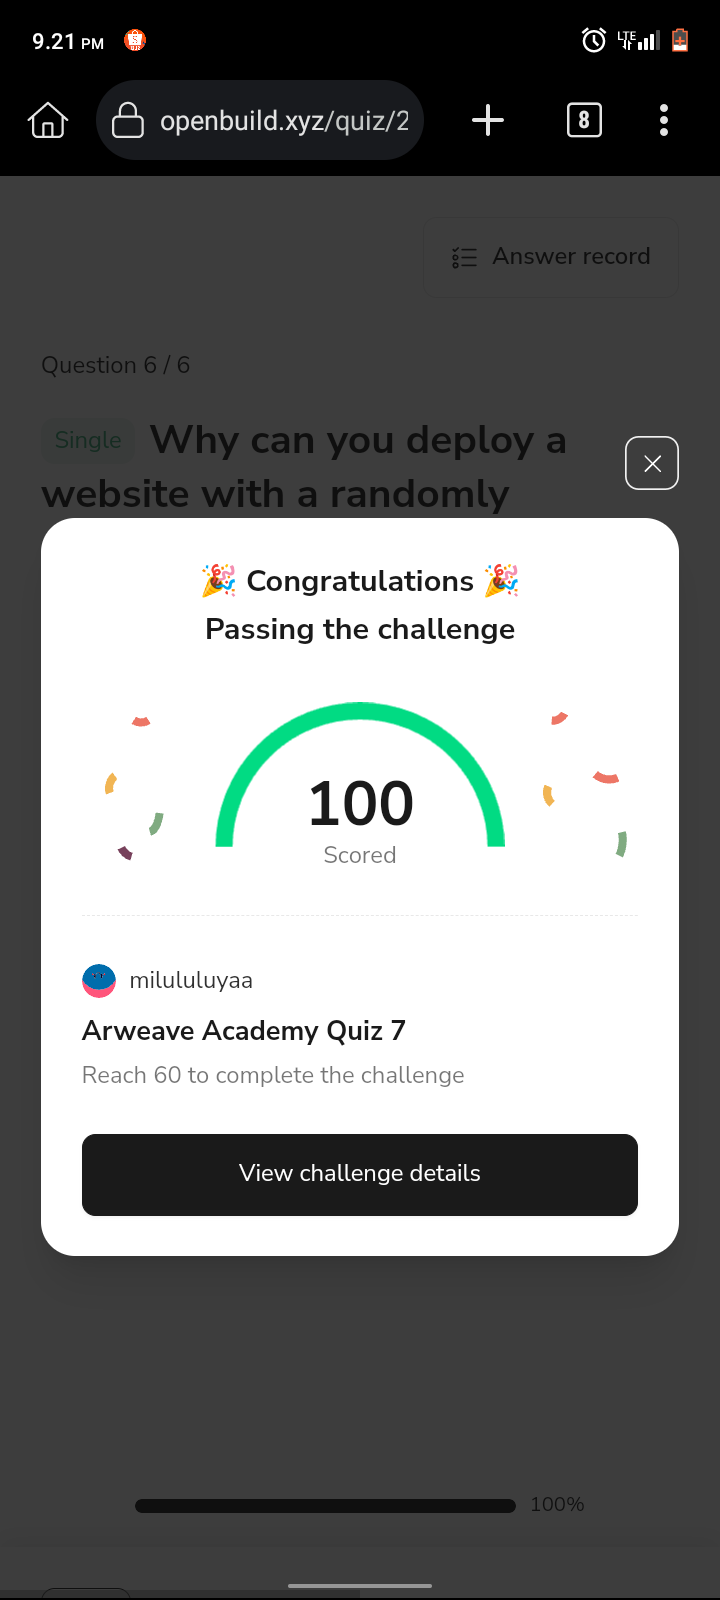 9.21 PM
LTE
openbuild.xyz/quiz/2
8
Answer record
Question 6 / 6
Single Why can you deploy a
website with a randomly
🎉 Congratulations 🎉
Passing the challenge
100
Scored
milululuyaa
Arweave Academy Quiz 7
Reach 60 to complete the challenge
View challenge details
100%